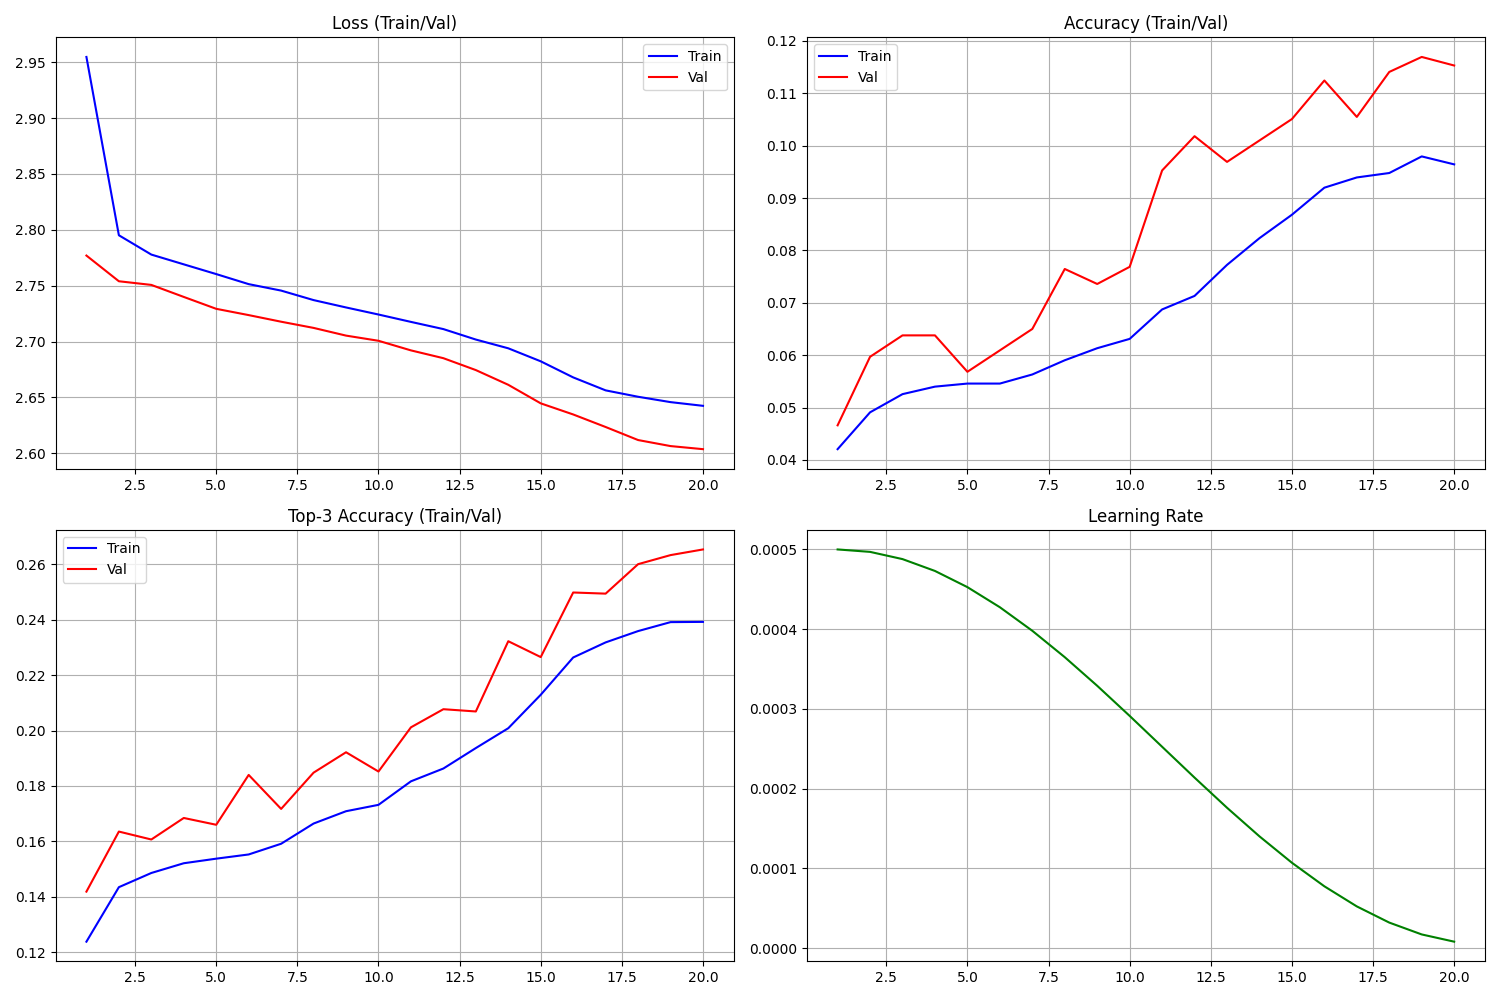 Loss (Train/Val)
Train
Val
2.95
2.90
2.85
2.80
2.75
2.70
2.65
2.60
2.5 5.0 7.5 10.0 12.5 15.0 17.5 20.0
Accuracy (Train/Val)
Train
Val
0.12
0.11
0.10
0.09
0.08
0.07
0.06
0.05
0.04
2.5 5.0 7.5 10.0 12.5 15.0 17.5 20.0
Top-3 Accuracy (Train/Val)
Train
Val
0.26
0.24
0.22
0.20
0.18
0.16
0.14
0.12
2.5 5.0 7.5 10.0 12.5 15.0 17.5 20.0
Learning Rate
0.0005
0.0004
0.0003
0.0002
0.0001
0.0000
2.5 5.0 7.5 10.0 12.5 15.0 17.5 20.0